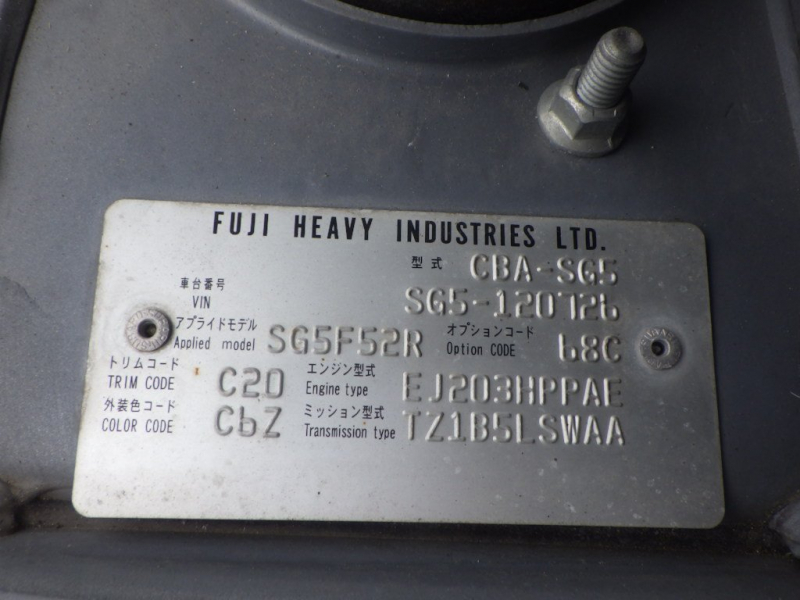 FUJI HEAVY INDUSTRIES LTD.
型式 CBA-SG5
車台番号 VIN SG5-120726
アプライドモデル Applied model SG5F52R オプションコード Option CODE 68C
トリムコード TRIM CODE C20 エンジン型式 Engine type EJ203HPPAE
外装色コード COLOR CODE C6Z ミッション型式 Transmission type TZ1B5LSWAA